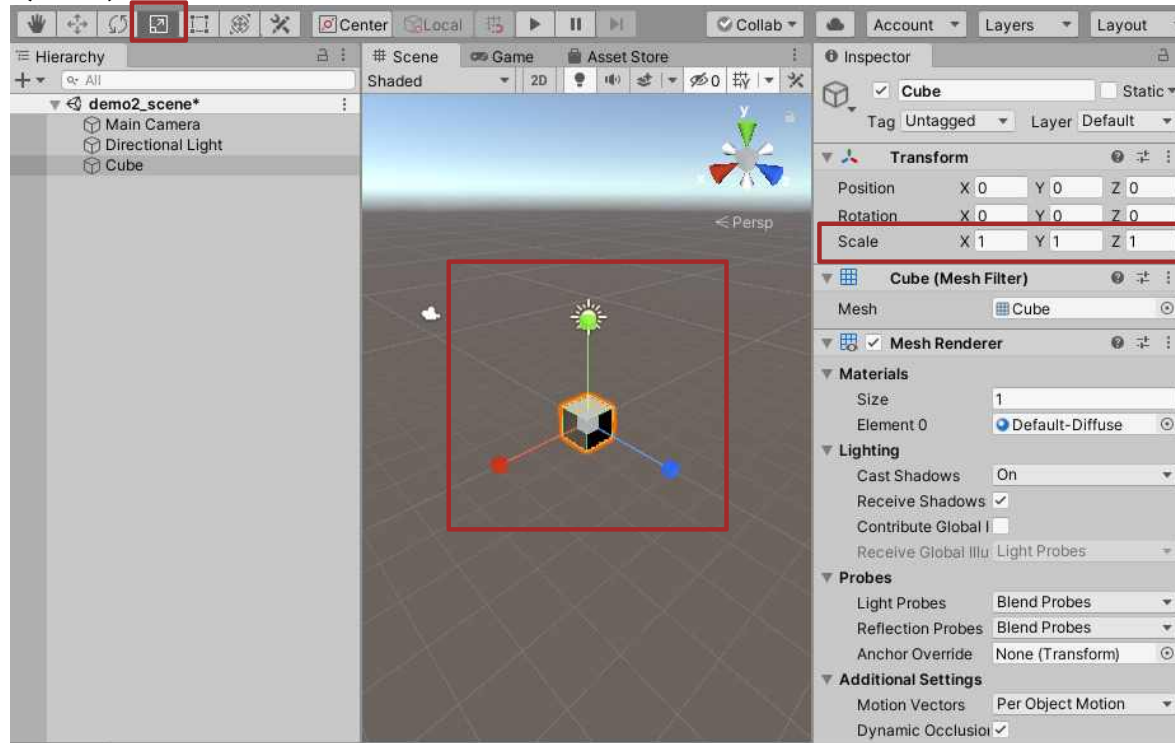 Center Local Collab Account Layers Layout
Hierarchy
All
demo2_scene*
Main Camera
Directional Light
Cube
Scene Game Asset Store
Shaded 2D 0
y
Persp
Inspector
Cube Static
Tag Untagged Layer Default
Transform
Position X 0 Y 0 Z 0
Rotation X 0 Y 0 Z 0
Scale X 1 Y 1 Z 1
Cube (Mesh Filter)
Mesh Cube
Mesh Renderer
Materials
Size 1
Element 0 Default-Diffuse
Lighting
Cast Shadows On
Receive Shadows
Contribute Global I
Receive Global Illu Light Probes
Probes
Light Probes Blend Probes
Reflection Probes Blend Probes
Anchor Override None (Transform)
Additional Settings
Motion Vectors Per Object Motion
Dynamic Occlusion